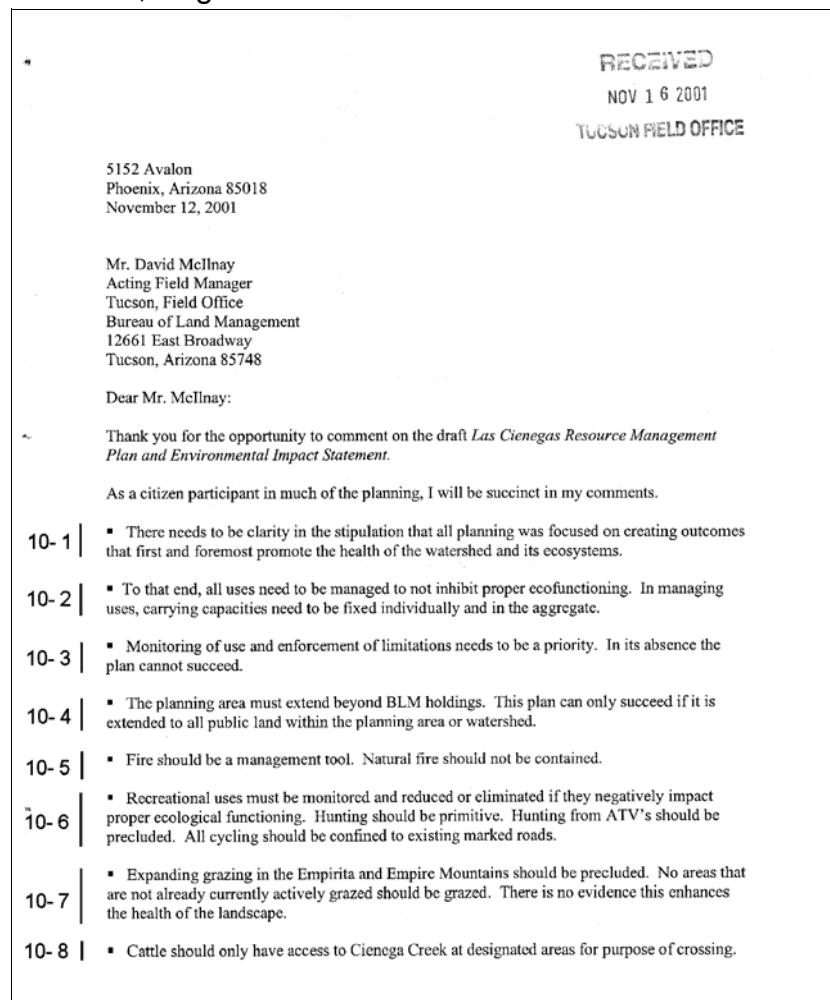 RECEIVED
NOV 16 2001
TUCSON FIELD OFFICE
5152 Avalon
Phoenix, Arizona 85018
November 12, 2001
Mr. David McIlnay
Acting Field Manager
Tucson, Field Office
Bureau of Land Management
12661 East Broadway
Tucson, Arizona 85748
Dear Mr. McIlnay:
Thank you for the opportunity to comment on the draft Las Cienegas Resource Management
Plan and Environmental Impact Statement.
As a citizen participant in much of the planning, I will be succinct in my comments.
10-1 ▪ There needs to be clarity in the stipulation that all planning was focused on creating outcomes
that first and foremost promote the health of the watershed and its ecosystems.
10-2 ▪ To that end, all uses need to be managed to not inhibit proper ecofunctioning. In managing
uses, carrying capacities need to be fixed individually and in the aggregate.
10-3 ▪ Monitoring of use and enforcement of limitations needs to be a priority. In its absence the
plan cannot succeed.
10-4 ▪ The planning area must extend beyond BLM holdings. This plan can only succeed if it is
extended to all public land within the planning area or watershed.
10-5 ▪ Fire should be a management tool. Natural fire should not be contained.
10-6 ▪ Recreational uses must be monitored and reduced or eliminated if they negatively impact
proper ecological functioning. Hunting should be primitive. Hunting from ATV's should be
precluded. All cycling should be confined to existing marked roads.
10-7 ▪ Expanding grazing in the Empirita and Empire Mountains should be precluded. No areas that
are not already currently actively grazed should be grazed. There is no evidence this enhances
the health of the landscape.
10-8 ▪ Cattle should only have access to Cienega Creek at designated areas for purpose of crossing.